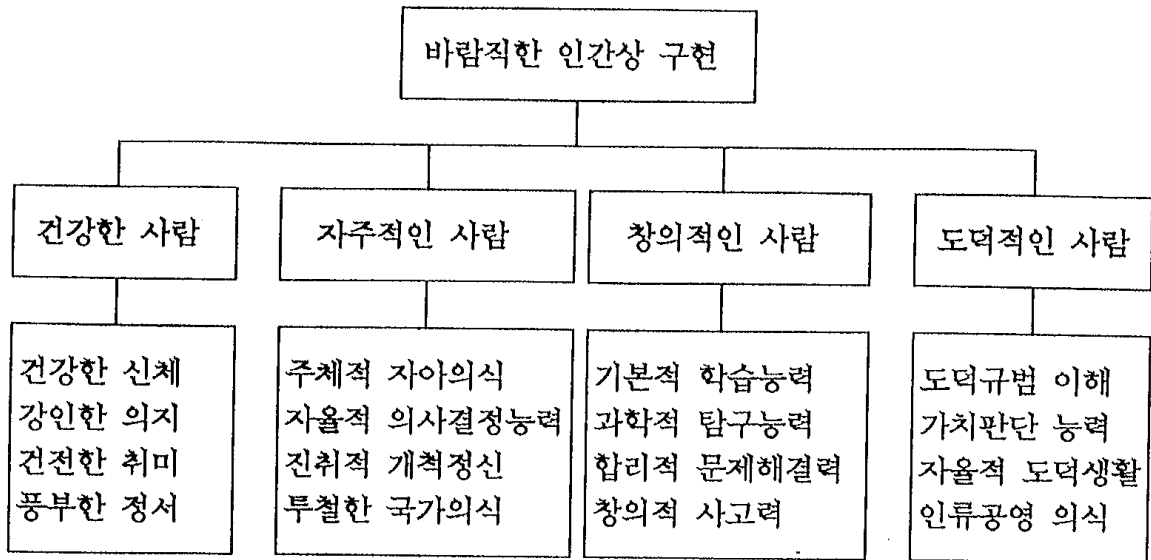 바람직한 인간상 구현
건강한 사람
자주적인 사람
창의적인 사람
도덕적인 사람
건강한 신체
강인한 의지
건전한 취미
풍부한 정서
주체적 자아의식
자율적 의사결정능력
진취적 개척정신
투철한 국가의식
기본적 학습능력
과학적 탐구능력
합리적 문제해결력
창의적 사고력
도덕규범 이해
가치판단 능력
자율적 도덕생활
인류공영 의식